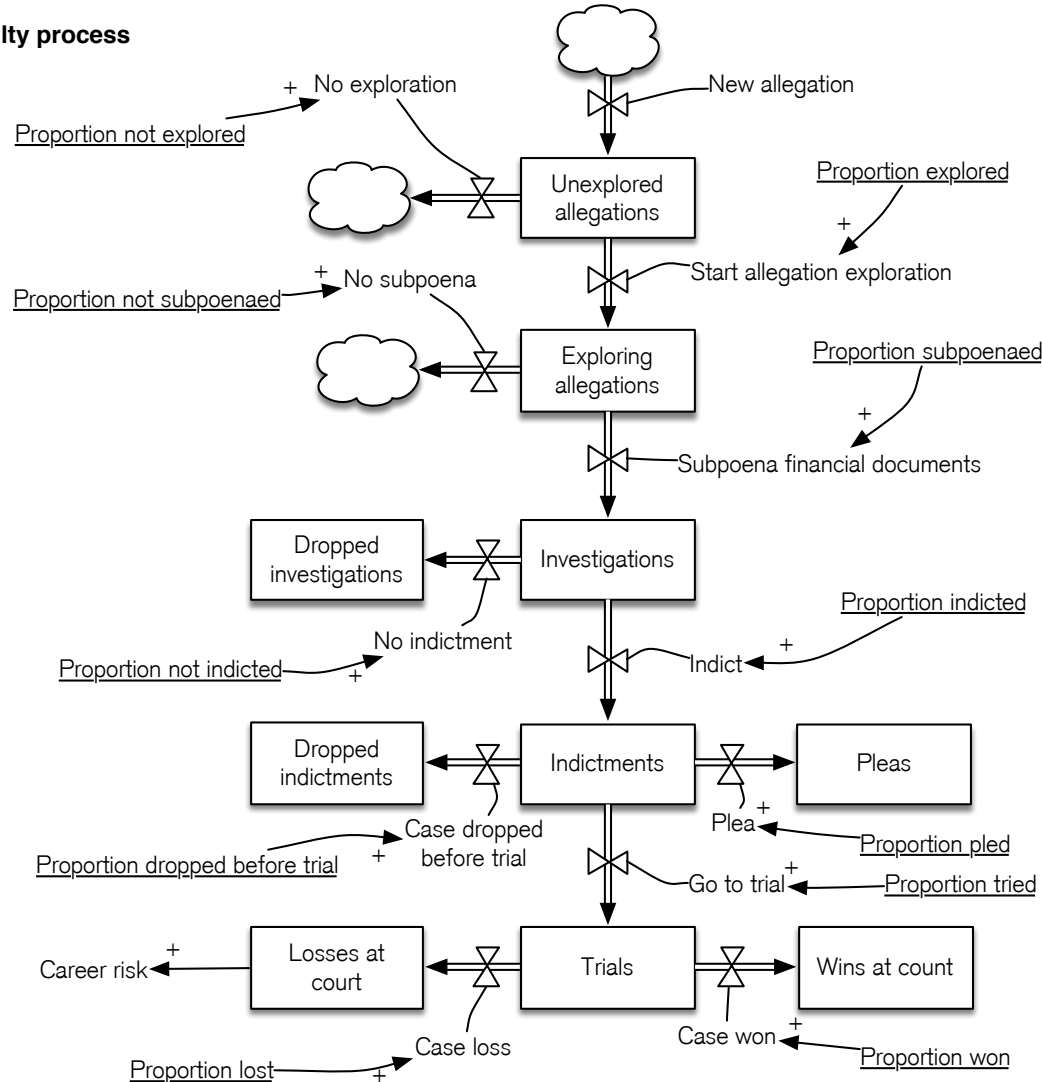 lty process
No exploration
+
New allegation
Proportion not explored
Unexplored
allegations
Proportion explored
+
Start allegation exploration
+
No subpoena
Proportion not subpoenaed
Exploring
allegations
Proportion subpoenaed
+
Subpoena financial documents
Dropped
investigations
Investigations
Proportion indicted
No indictment
+
Indict
Proportion not indicted
+
Dropped
indictments
Indictments
Pleas
Case dropped
before trial
+
Plea
+
Proportion dropped before trial
Proportion pled
+
Go to trial
Proportion tried
+
Career risk
Losses at
court
Trials
Wins at count
Case loss
Case won
+
Proportion lost
+
Proportion won